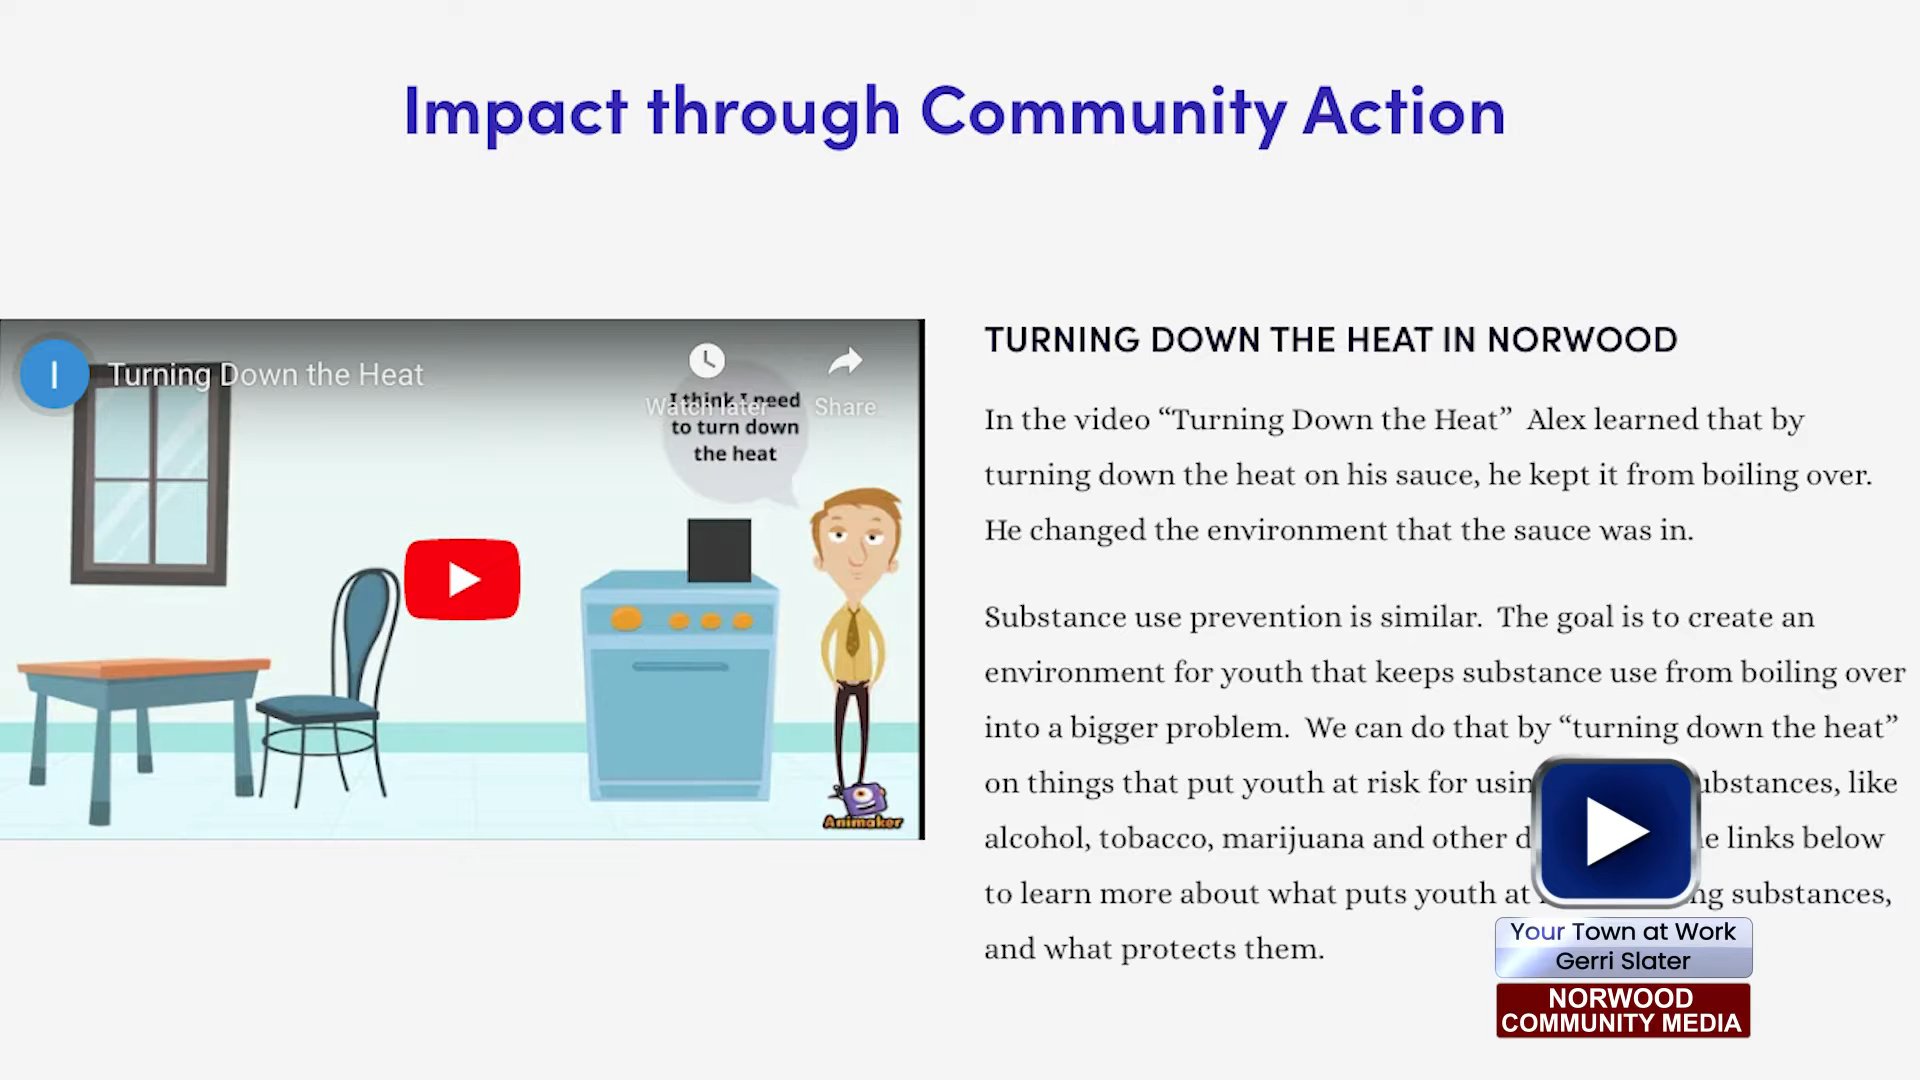 Impact through Community Action
I
Turning Down the Heat
Watch later
Share
I think I need
to turn down
the heat
Animaker
TURNING DOWN THE HEAT IN NORWOOD
In the video “Turning Down the Heat”  Alex learned that by
turning down the heat on his sauce, he kept it from boiling over.
He changed the environment that the sauce was in.
Substance use prevention is similar.  The goal is to create an
environment for youth that keeps substance use from boiling over
into a bigger problem.  We can do that by “turning down the heat”
on things that put youth at risk for usin ubstances, like
alcohol, tobacco, marijuana and other d e links below
to learn more about what puts youth at ng substances,
and what protects them.
Your Town at Work
Gerri Slater
NORWOOD
COMMUNITY MEDIA